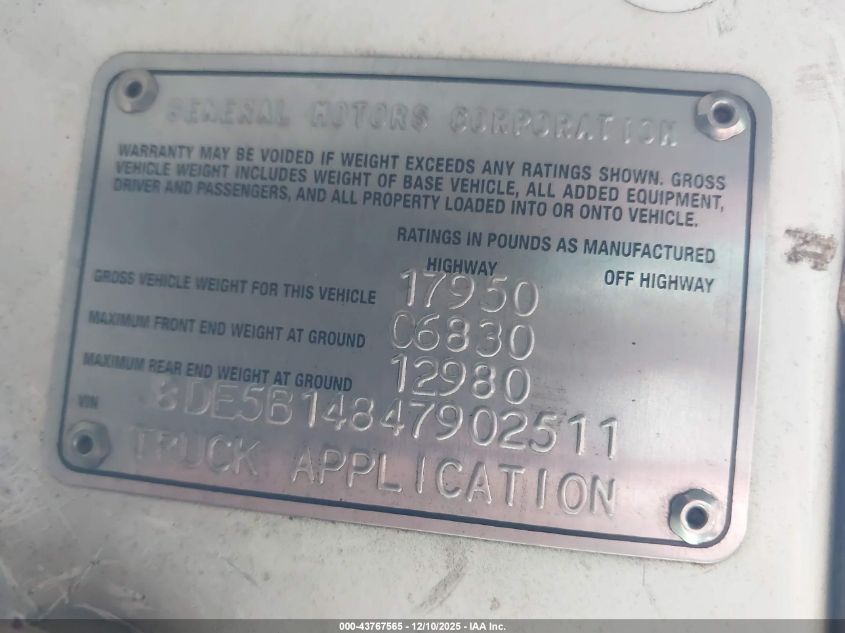 GENERAL MOTORS CORPORATION
WARRANTY MAY BE VOIDED IF WEIGHT EXCEEDS ANY RATINGS SHOWN. GROSS
VEHICLE WEIGHT INCLUDES WEIGHT OF BASE VEHICLE, ALL ADDED EQUIPMENT,
DRIVER AND PASSENGERS, AND ALL PROPERTY LOADED INTO OR ONTO VEHICLE.
RATINGS IN POUNDS AS MANUFACTURED
HIGHWAY OFF HIGHWAY
GROSS VEHICLE WEIGHT FOR THIS VEHICLE 17950
MAXIMUM FRONT END WEIGHT AT GROUND C6830
MAXIMUM REAR END WEIGHT AT GROUND 12980
VIN SDE5B14847902511
TRUCK APPLICATION
000-43767565 - 12/10/2025 - IAA Inc.